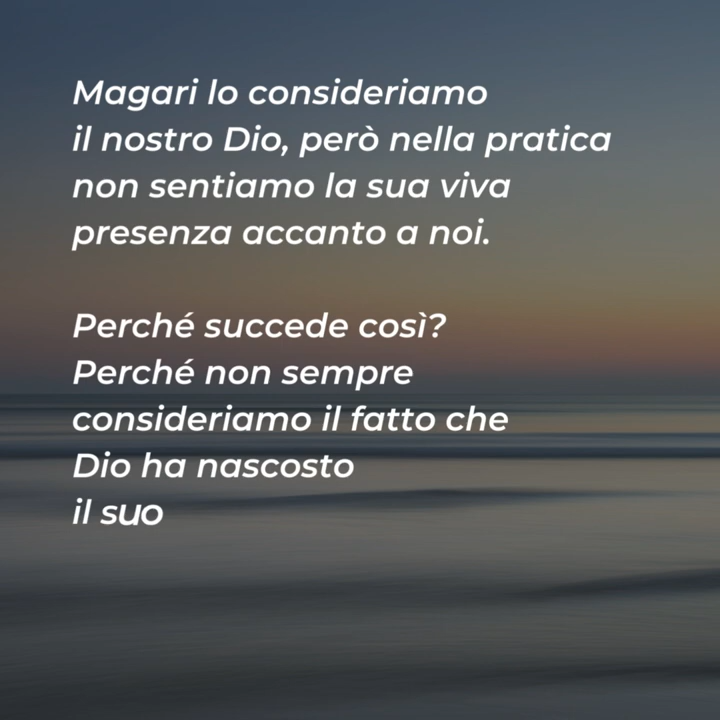 Magari lo consideriamo
il nostro Dio, però nella pratica
non sentiamo la sua viva
presenza accanto a noi.
Perché succede così?
Perché non sempre
consideriamo il fatto che
Dio ha nascosto
il suo